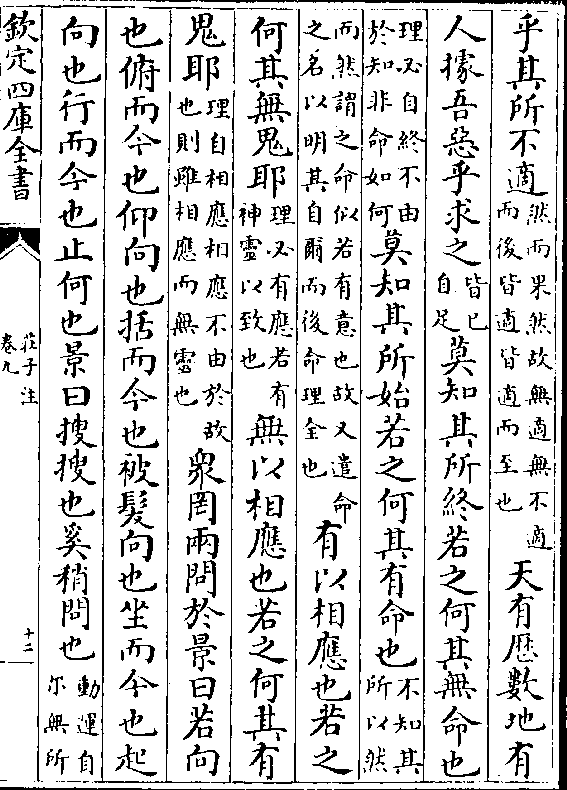 乎其所不適然而果然故無適無不適而後皆適皆適而至也天有歴數地有
人據吾惡乎求之皆已自足莫知其所終若之何其無命也
理必自終不由於知非命如何莫知其所始若之何其有命也不知其所以然
而然謂之命似若有意也故又遣命之名以明其自爾而後命理全也有以相應也若之
何其無鬼耶理必有應若有神靈以致也無以相應也若之何其有
鬼耶理自相應相應不由於故也則雖相應而無靈也衆罔兩問於景曰若向
也俯而今也仰向也括而今也被髮向也坐而今也起
向也行而今也止何也景曰搜搜也奚稍問也動運自尔無所
欽定四庫全書
莊子注
卷九
十二